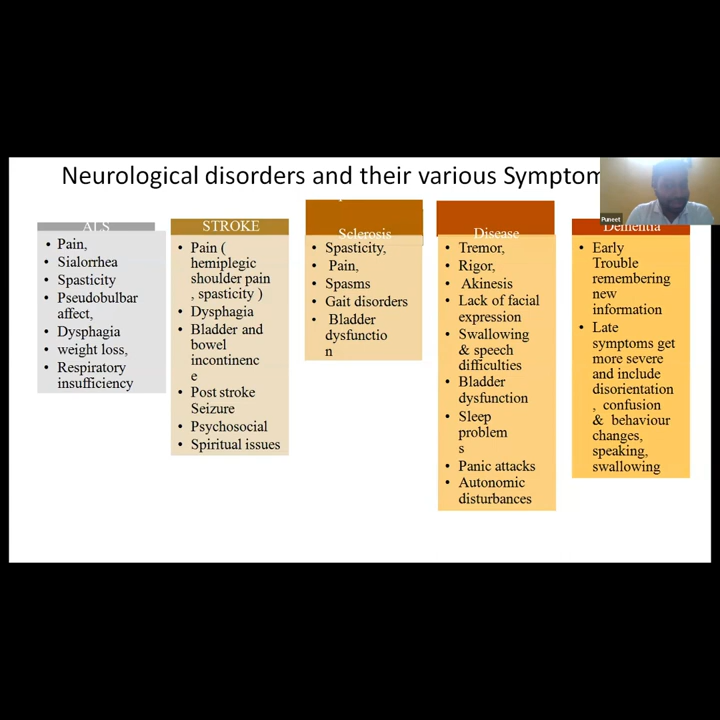 Neurological disorders and their various Symptom
Puneet
ALS
Pain,
Sialorrhea
Spasticity
Pseudobulbar
affect,
Dysphagia
weight loss,
Respiratory
insufficiency
STROKE
Pain (
hemiplegic
shoulder pain
, spasticity )
Dysphagia
Bladder and
bowel
incontinenc
e
Post stroke
Seizure
Psychosocial
Spiritual issues
Sclerosis
Spasticity,
Pain,
Spasms
Gait disorders
Bladder
dysfunctio
n
Disease
Tremor,
Rigor,
Akinesis
Lack of facial
expression
Swallowing
& speech
difficulties
Bladder
dysfunction
Sleep
problem
s
Panic attacks
Autonomic
disturbances
Dementia
Early
Trouble
remembering
new
information
Late
symptoms get
more severe
and include
disorientation
, confusion
& behaviour
changes,
speaking,
swallowing